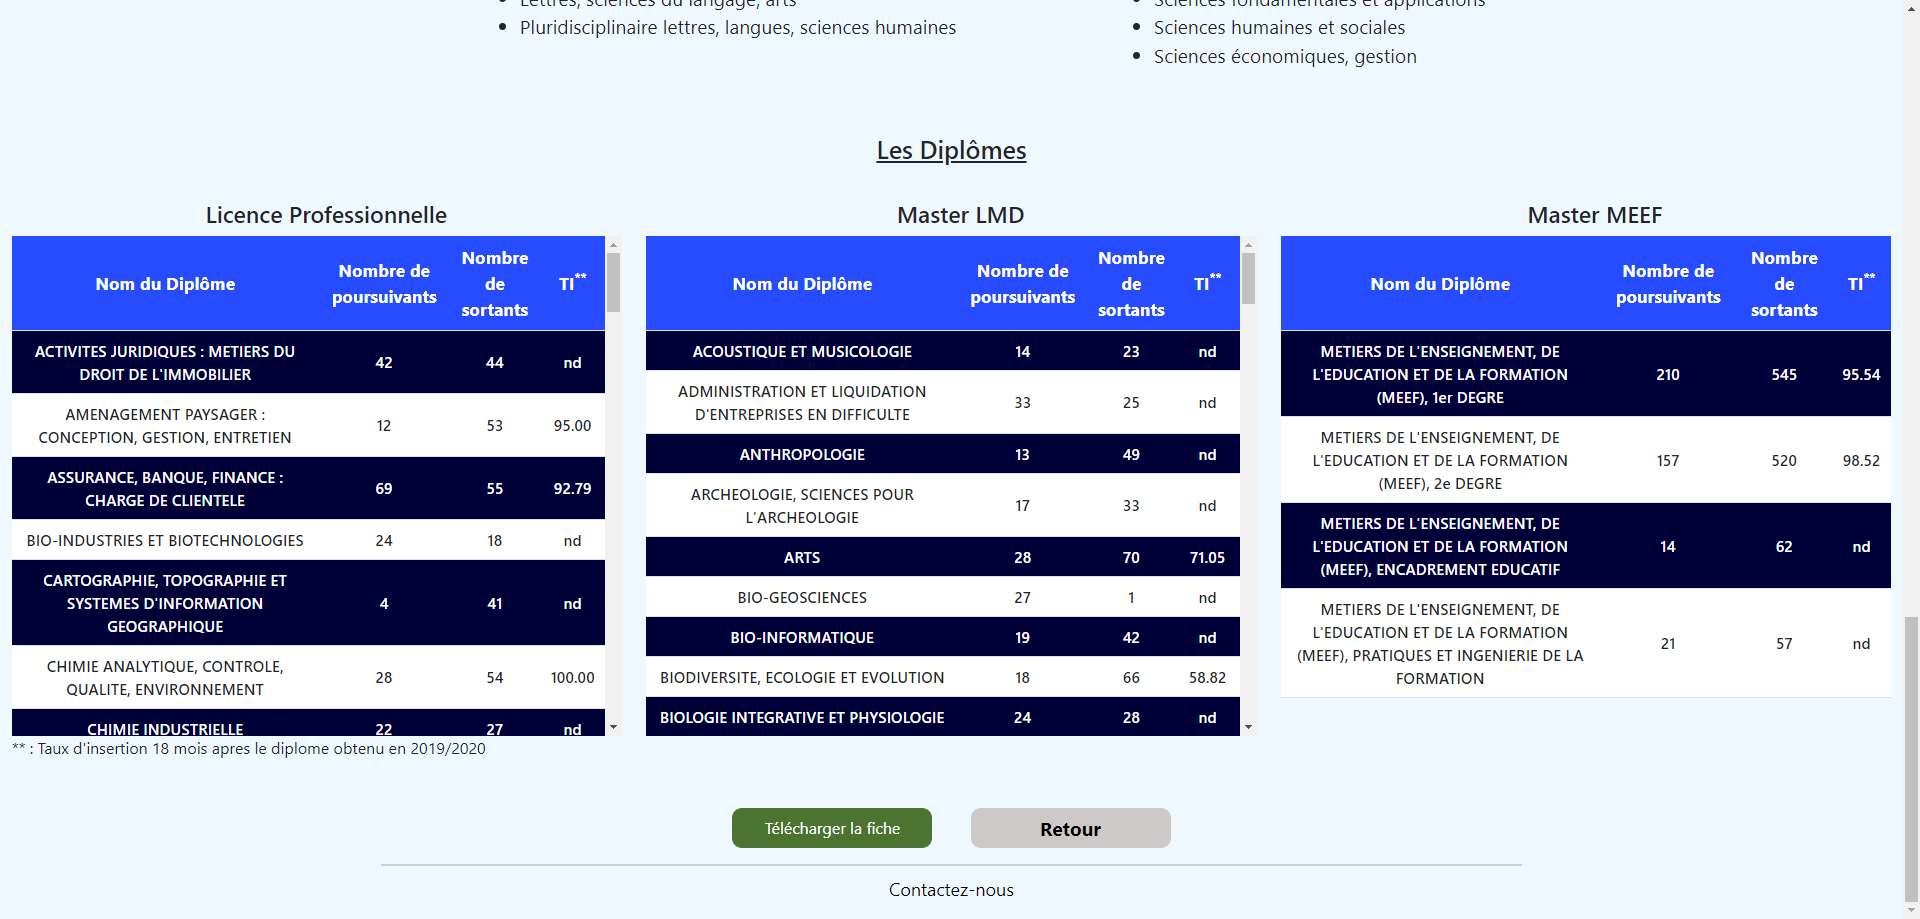 Lettres, sciences du langage, arts
Pluridisciplinaire lettres, langues, sciences humaines
Sciences fondamentales et applications
Sciences humaines et sociales
Sciences économiques, gestion
Les Diplômes
Licence Professionnelle
Nom du Diplôme
Nombre de
poursuivants
Nombre
de
sortants
TI**
ACTIVITES JURIDIQUES : METIERS DU
DROIT DE L'IMMOBILIER
42 44 nd
AMENAGEMENT PAYSAGER :
CONCEPTION, GESTION, ENTRETIEN
12 53 95.00
ASSURANCE, BANQUE, FINANCE :
CHARGE DE CLIENTELE
69 55 92.79
BIO-INDUSTRIES ET BIOTECHNOLOGIES 24 18 nd
CARTOGRAPHIE, TOPOGRAPHIE ET
SYSTEMES D'INFORMATION
GEOGRAPHIQUE
4 41 nd
CHIMIE ANALYTIQUE, CONTROLE,
QUALITE, ENVIRONNEMENT
28 54 100.00
CHIMIE INDUSTRIELLE 22 27 nd
** : Taux d'insertion 18 mois apres le diplome obtenu en 2019/2020
Master LMD
Nom du Diplôme
Nombre de
poursuivants
Nombre
de
sortants
TI**
ACOUSTIQUE ET MUSICOLOGIE 14 23 nd
ADMINISTRATION ET LIQUIDATION
D'ENTREPRISES EN DIFFICULTE
33 25 nd
ANTHROPOLOGIE 13 49 nd
ARCHEOLOGIE, SCIENCES POUR
L'ARCHEOLOGIE
17 33 nd
ARTS 28 70 71.05
BIO-GEOSCIENCES 27 1 nd
BIO-INFORMATIQUE 19 42 nd
BIODIVERSITE, ECOLOGIE ET EVOLUTION 18 66 58.82
BIOLOGIE INTEGRATIVE ET PHYSIOLOGIE 24 28 nd
Master MEEF
Nom du Diplôme
Nombre de
poursuivants
Nombre
de
sortants
TI**
METIERS DE L'ENSEIGNEMENT, DE
L'EDUCATION ET DE LA FORMATION
(MEEF), 1er DEGRE
210 545 95.54
METIERS DE L'ENSEIGNEMENT, DE
L'EDUCATION ET DE LA FORMATION
(MEEF), 2e DEGRE
157 520 98.52
METIERS DE L'ENSEIGNEMENT, DE
L'EDUCATION ET DE LA FORMATION
(MEEF), ENCADREMENT EDUCATIF
14 62 nd
METIERS DE L'ENSEIGNEMENT, DE
L'EDUCATION ET DE LA FORMATION
(MEEF), PRATIQUES ET INGENIERIE DE LA
FORMATION
21 57 nd
Télécharger la fiche
Retour
Contactez-nous